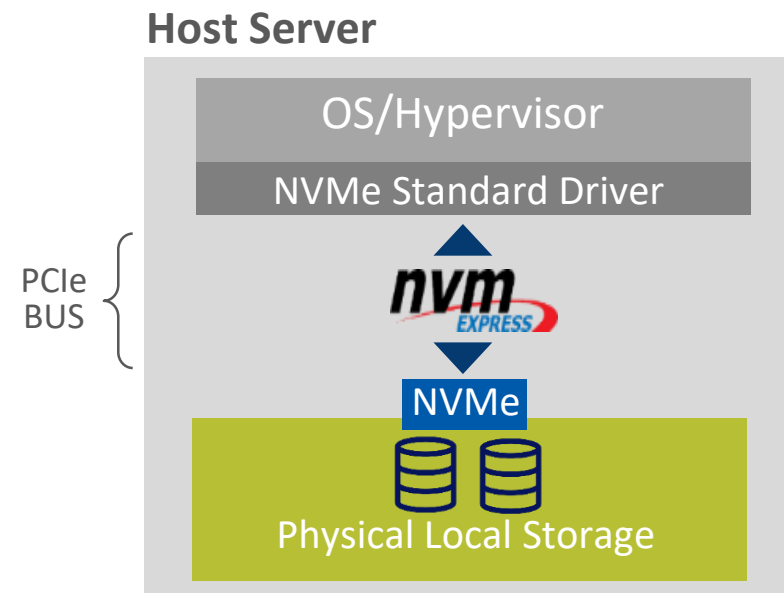 Host Server
OS/Hypervisor
NVMe Standard Driver
PCIe
BUS
nvm
EXPRESS
NVMe
Physical Local Storage